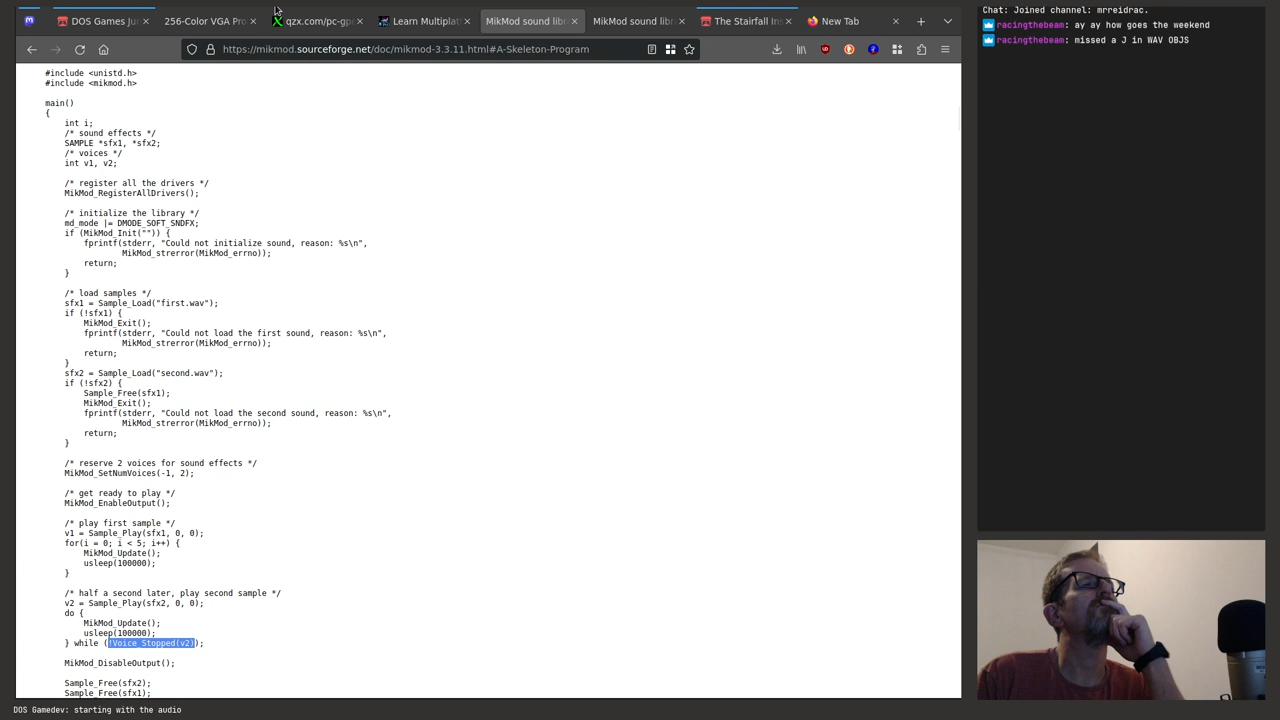 DOS Games Ju
256-Color VGA Pro
qzx.com/pc-gp
Learn Multiplat
MikMod sound libr
MikMod sound libr
The Stairfall Ins
New Tab
https://mikmod.sourceforge.net/doc/mikmod-3.3.11.html#A-Skeleton-Program
#include <unistd.h>
#include <mikmod.h>
main()
{
int i;
/* sound effects */
SAMPLE *sfx1, *sfx2;
/* voices */
int v1, v2;
/* register all the drivers */
MikMod_RegisterAllDrivers();
/* initialize the library */
md_mode |= DMODE_SOFT_SNDFX;
if (MikMod_Init("")) {
fprintf(stderr, "Could not initialize sound, reason: %s\n",
MikMod_strerror(MikMod_errno));
return;
}
/* load samples */
sfx1 = Sample_Load("first.wav");
if (!sfx1) {
MikMod_Exit();
fprintf(stderr, "Could not load the first sound, reason: %s\n",
MikMod_strerror(MikMod_errno));
return;
}
sfx2 = Sample_Load("second.wav");
if (!sfx2) {
Sample_Free(sfx1);
MikMod_Exit();
fprintf(stderr, "Could not load the second sound, reason: %s\n",
MikMod_strerror(MikMod_errno));
return;
}
/* reserve 2 voices for sound effects */
MikMod_SetNumVoices(-1, 2);
/* get ready to play */
MikMod_EnableOutput();
/* play first sample */
v1 = Sample_Play(sfx1, 0, 0);
for(i = 0; i < 5; i++) {
MikMod_Update();
usleep(100000);
}
/* half a second later, play second sample */
v2 = Sample_Play(sfx2, 0, 0);
do {
MikMod_Update();
usleep(100000);
} while (!Voice_Stopped(v2));
MikMod_DisableOutput();
Sample_Free(sfx2);
Sample_Free(sfx1);
Chat: Joined channel: mrreidrac.
racingthebeam: ay ay how goes the weekend
racingthebeam: missed a J in WAV OBJS
DOS Gamedev: starting with the audio